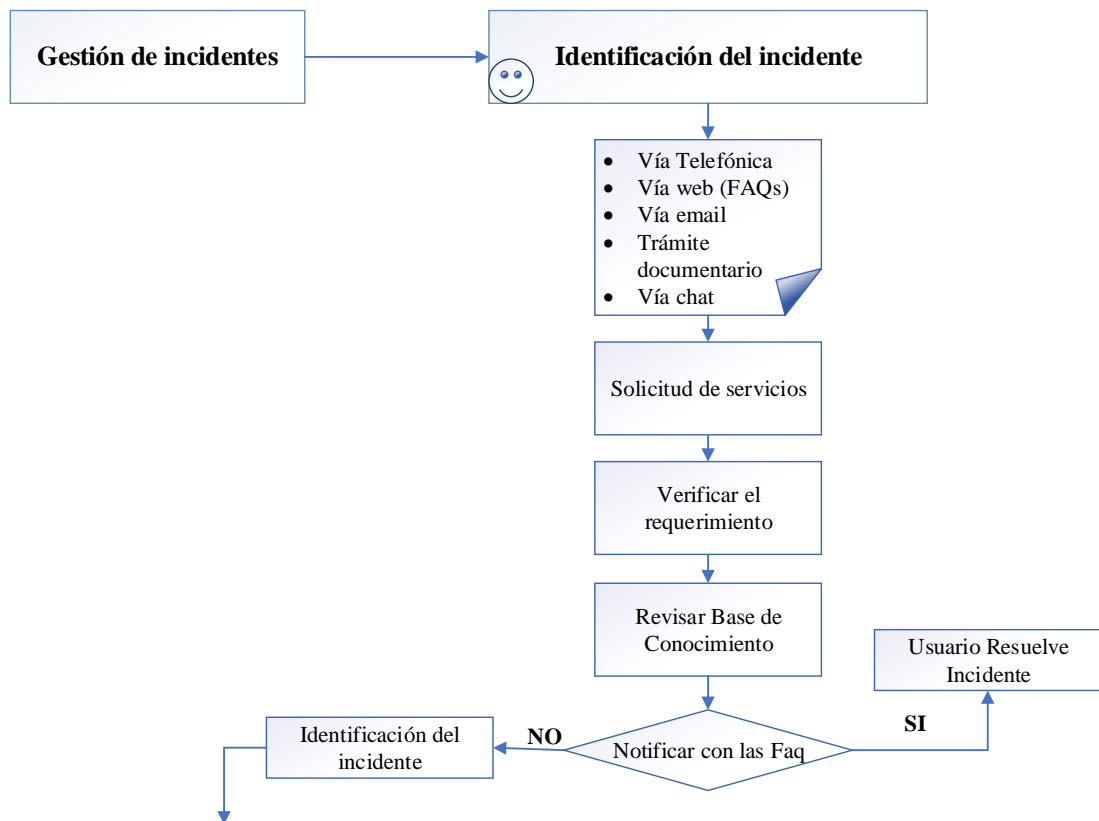 Gestión de incidentes
Identificación del incidente
• Vía Telefónica
• Vía web (FAQs)
• Vía email
• Trámite
documentario
• Vía chat
Solicitud de servicios
Verificar el
requerimiento
Revisar Base de
Conocimiento
Usuario Resuelve
Incidente
Identificación del
incidente
NO
Notificar con las Faq
SI